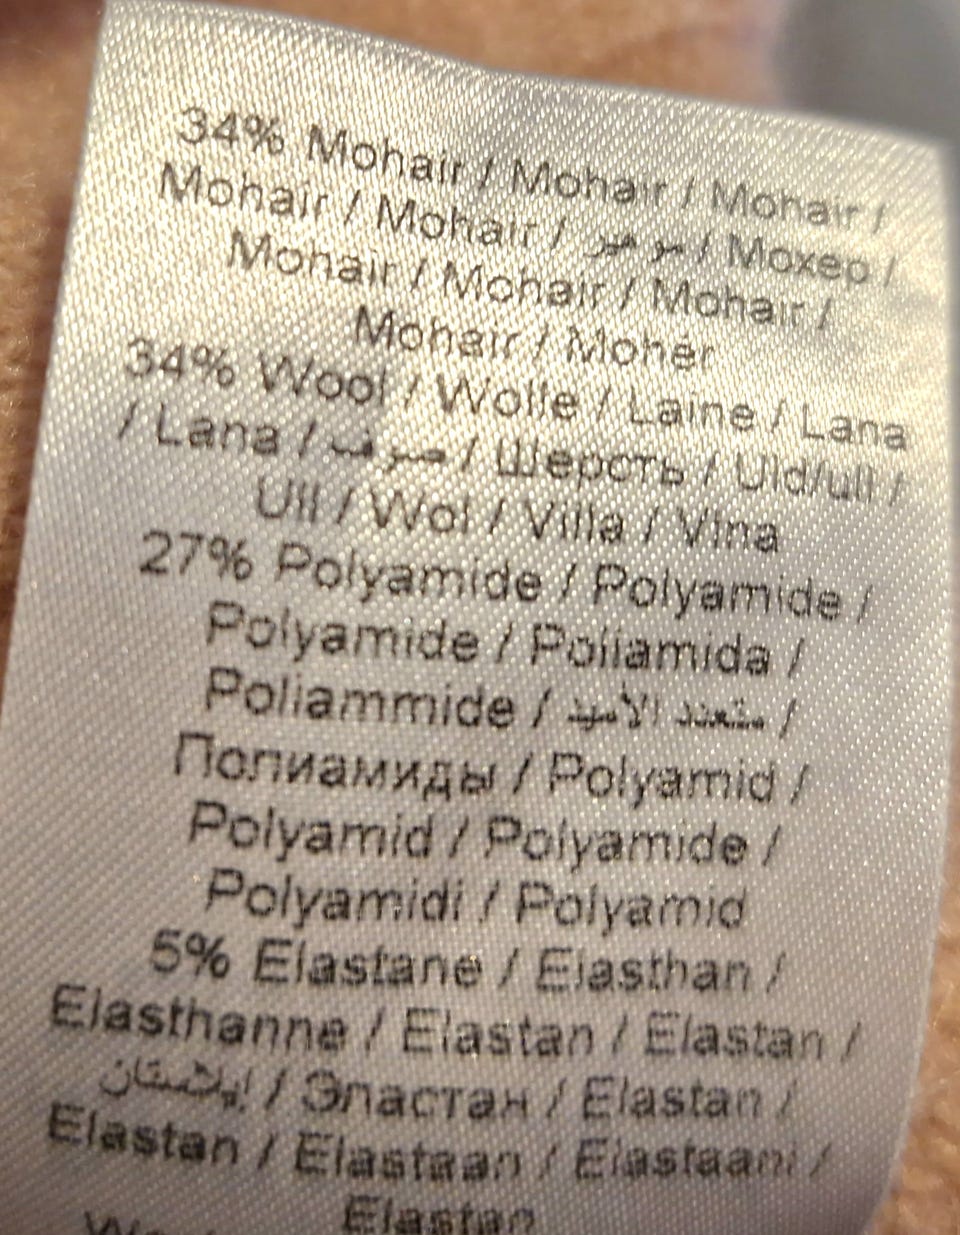 34% Mohair / Mohair / Mohair /
Mohair / Mohair / موهير / Мохер /
Mohair / Mohair / Mohair /
Mohair / Moher
34% Wool / Wolle / Laine / Lana
/ Lana / صوف / Шерсть / Uld/ull /
Ull / Wol / Villa / Vlna
27% Polyamide / Polyamide /
Polyamide / Poliamida /
Poliammide / متعدد الأميد /
Полиамиды / Polyamid /
Polyamid / Polyamide /
Polyamidi / Polyamid
5% Elastane / Elasthan /
Elasthanne / Elastan / Elastan /
إيلاستان / Эластан / Elastan /
Elastan / Elastaan / Elastaani /
Elastan